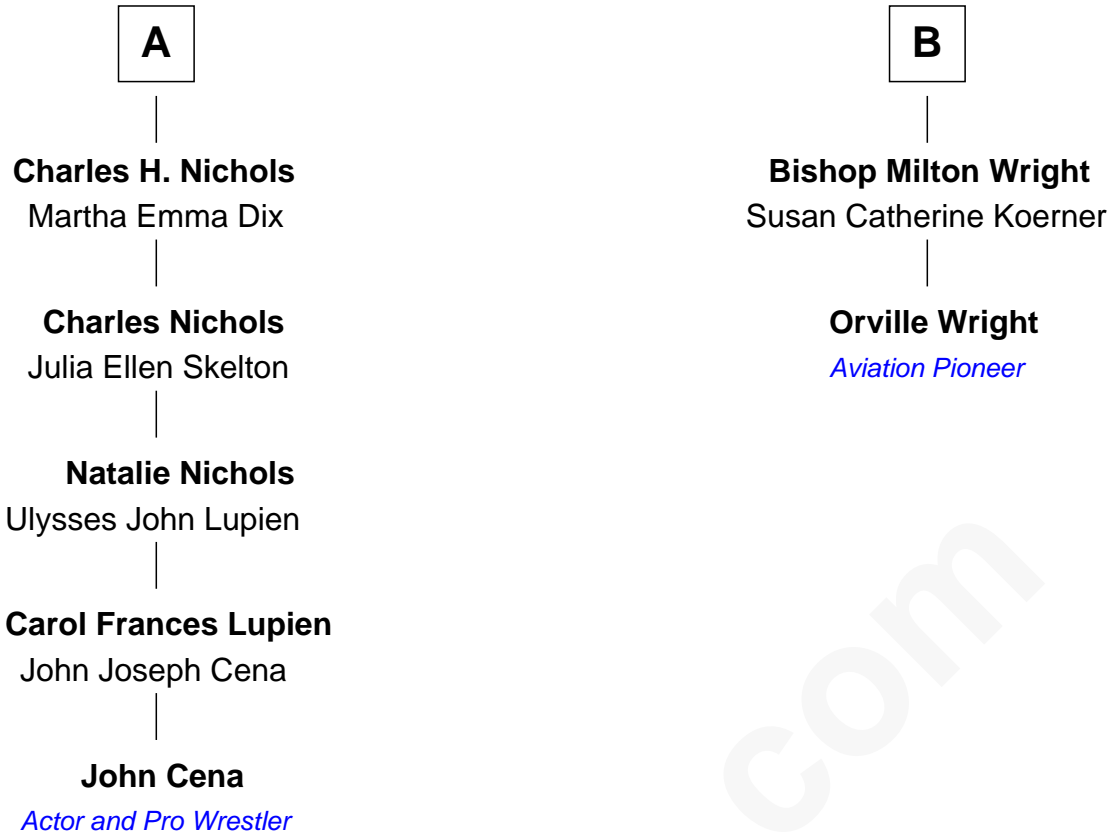 A
Charles H. Nichols
Martha Emma Dix
Charles Nichols
Julia Ellen Skelton
Natalie Nichols
Ulysses John Lupien
Carol Frances Lupien
John Joseph Cena
John Cena
Actor and Pro Wrestler
B
Bishop Milton Wright
Susan Catherine Koerner
Orville Wright
Aviation Pioneer
com